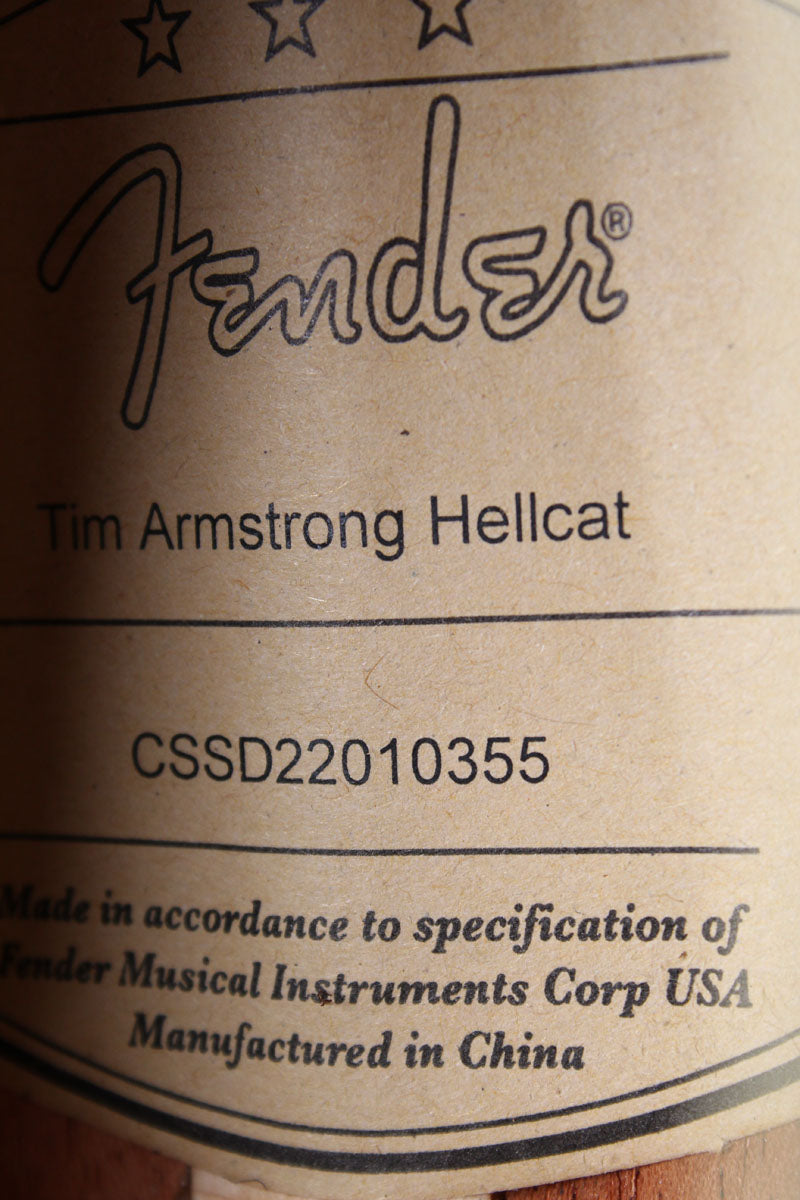 Fender®
Tim Armstrong Hellcat
CSSD22010355
Made in accordance to specification of
Fender Musical Instruments Corp USA
Manufactured in China